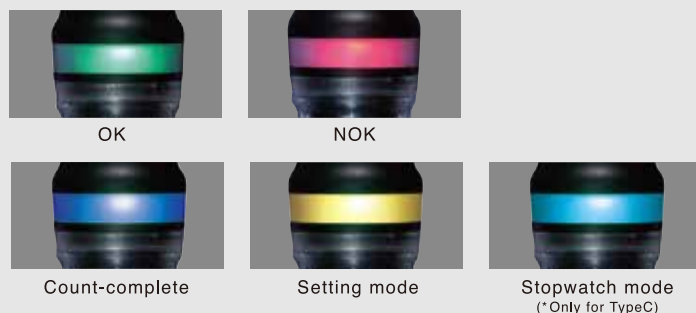 OK
NOK
Count-complete
Setting mode
Stopwatch mode
(*Only for TypeC)